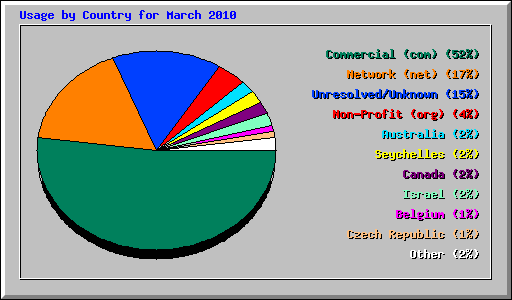 Usage by Country for March 2010
Commercial (com) (52%)
Network (net) (17%)
Unresolved/Unknown (15%)
Non-Profit (org) (4%)
Australia (2%)
Seychelles (2%)
Canada (2%)
Israel (2%)
Belgium (1%)
Czech Republic (1%)
Other (2%)